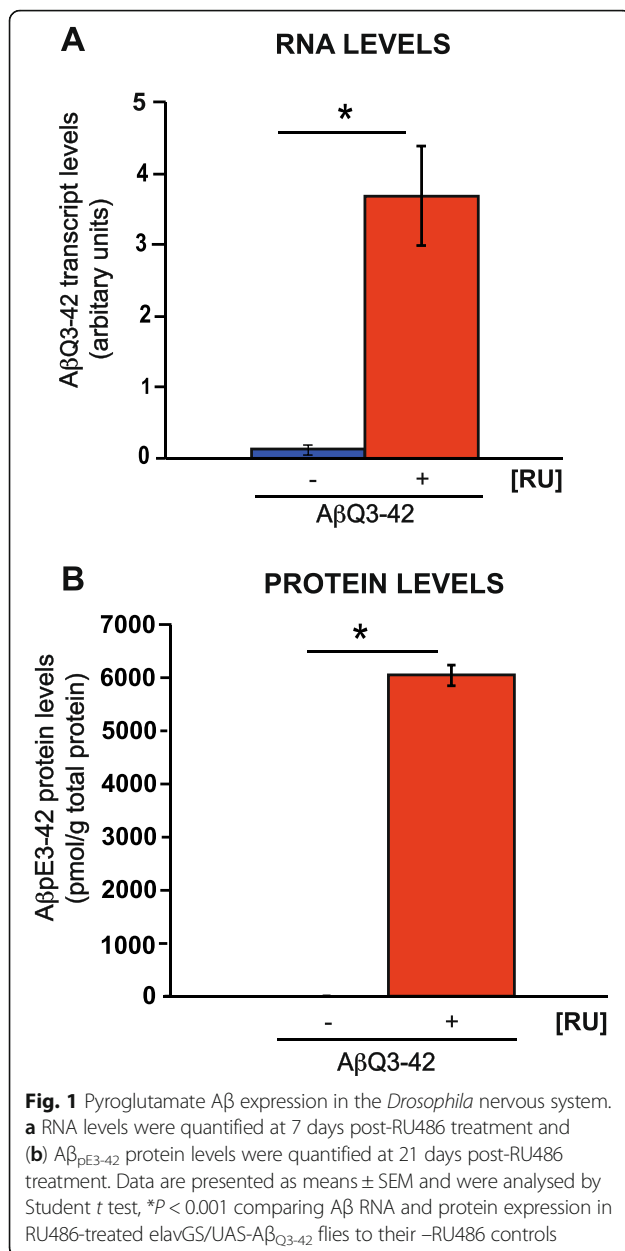 A
RNA LEVELS
AβQ3-42 transcript levels
(arbitary units)
5
4
3
2
1
0
*
- + [RU]
AβQ3-42
B
PROTEIN LEVELS
AβpE3-42 protein levels
(pmol/g total protein)
7000
6000
5000
4000
3000
2000
1000
0
*
- + [RU]
AβQ3-42
Fig. 1 Pyroglutamate Aβ expression in the Drosophila nervous system.
a RNA levels were quantified at 7 days post-RU486 treatment and
(b) AβpE3-42 protein levels were quantified at 21 days post-RU486
treatment. Data are presented as means ± SEM and were analysed by
Student t test, *P < 0.001 comparing Aβ RNA and protein expression in
RU486-treated elavGS/UAS-AβQ3-42 flies to their –RU486 controls